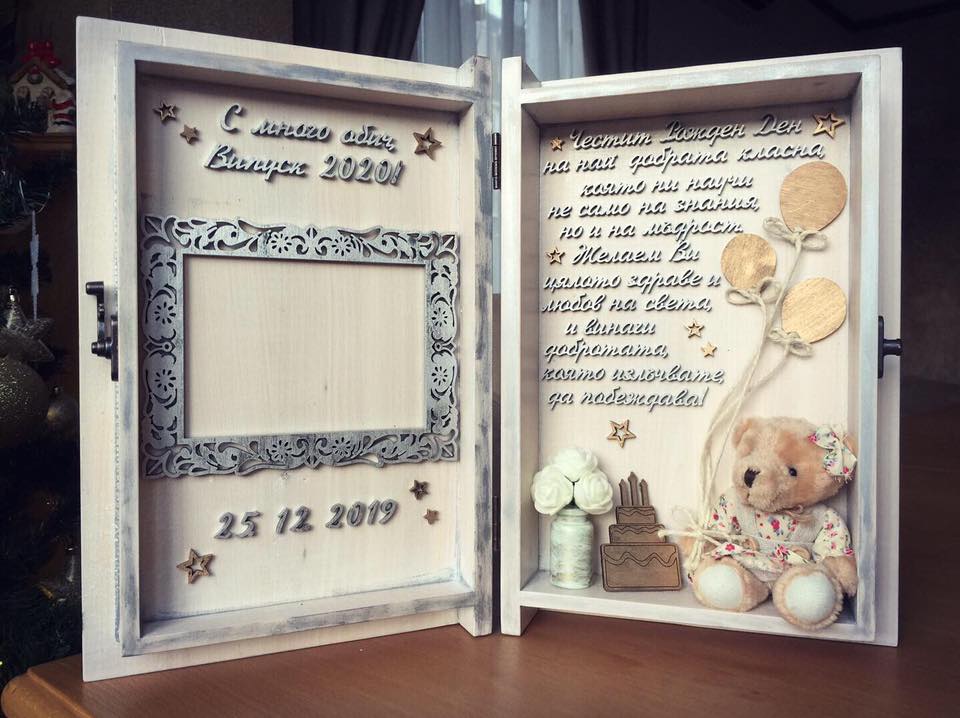 С много обич,
Випуск 2020!
25 12 2019
Честит Рожден Ден
на най добрата класна,
която ни научи
не само на знания,
но и на мъдрост.
Желаем Ви
цялото здраве и
любов на света,
и винаги
добротата,
която излъчвате,
да побеждава!